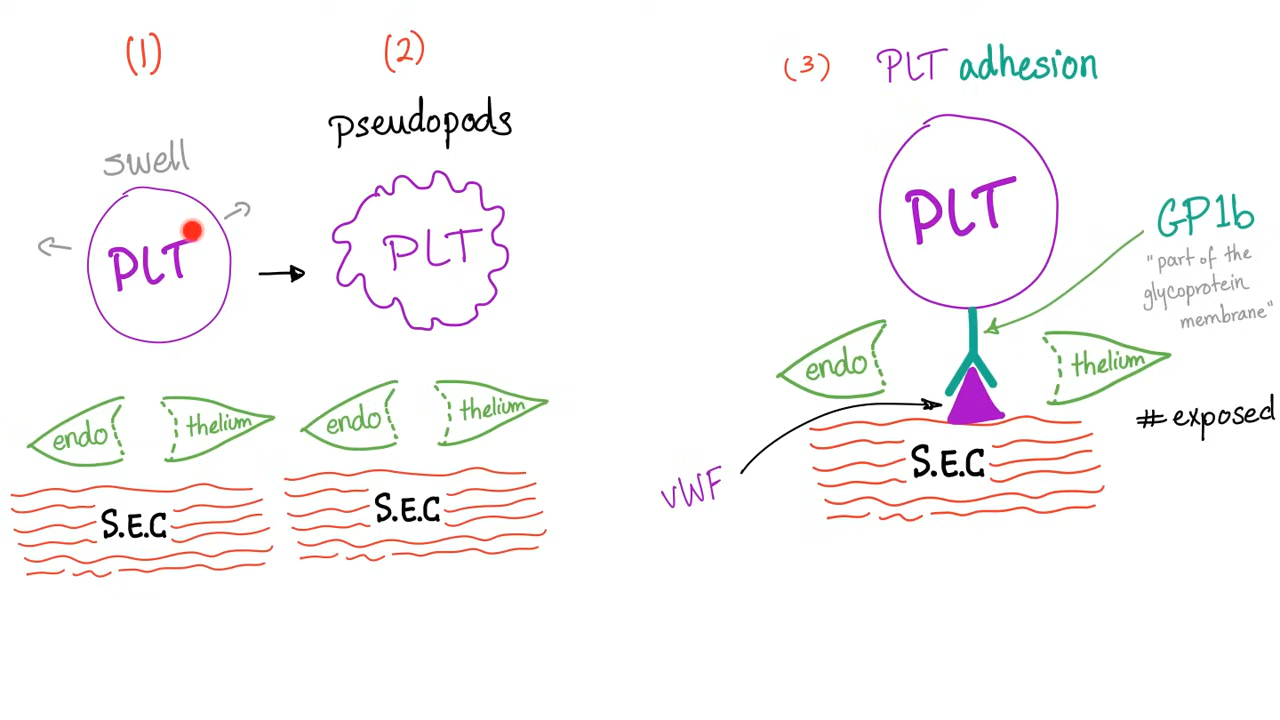 (1)
swell
PLT
endo
thelium
S.E.C
(2)
pseudopods
PLT
endo
thelium
S.E.C
(3) PLT adhesion
PLT
GP1b
"part of the
glycoprotein
membrane"
endo
thelium
#exposed
S.E.C
vWF